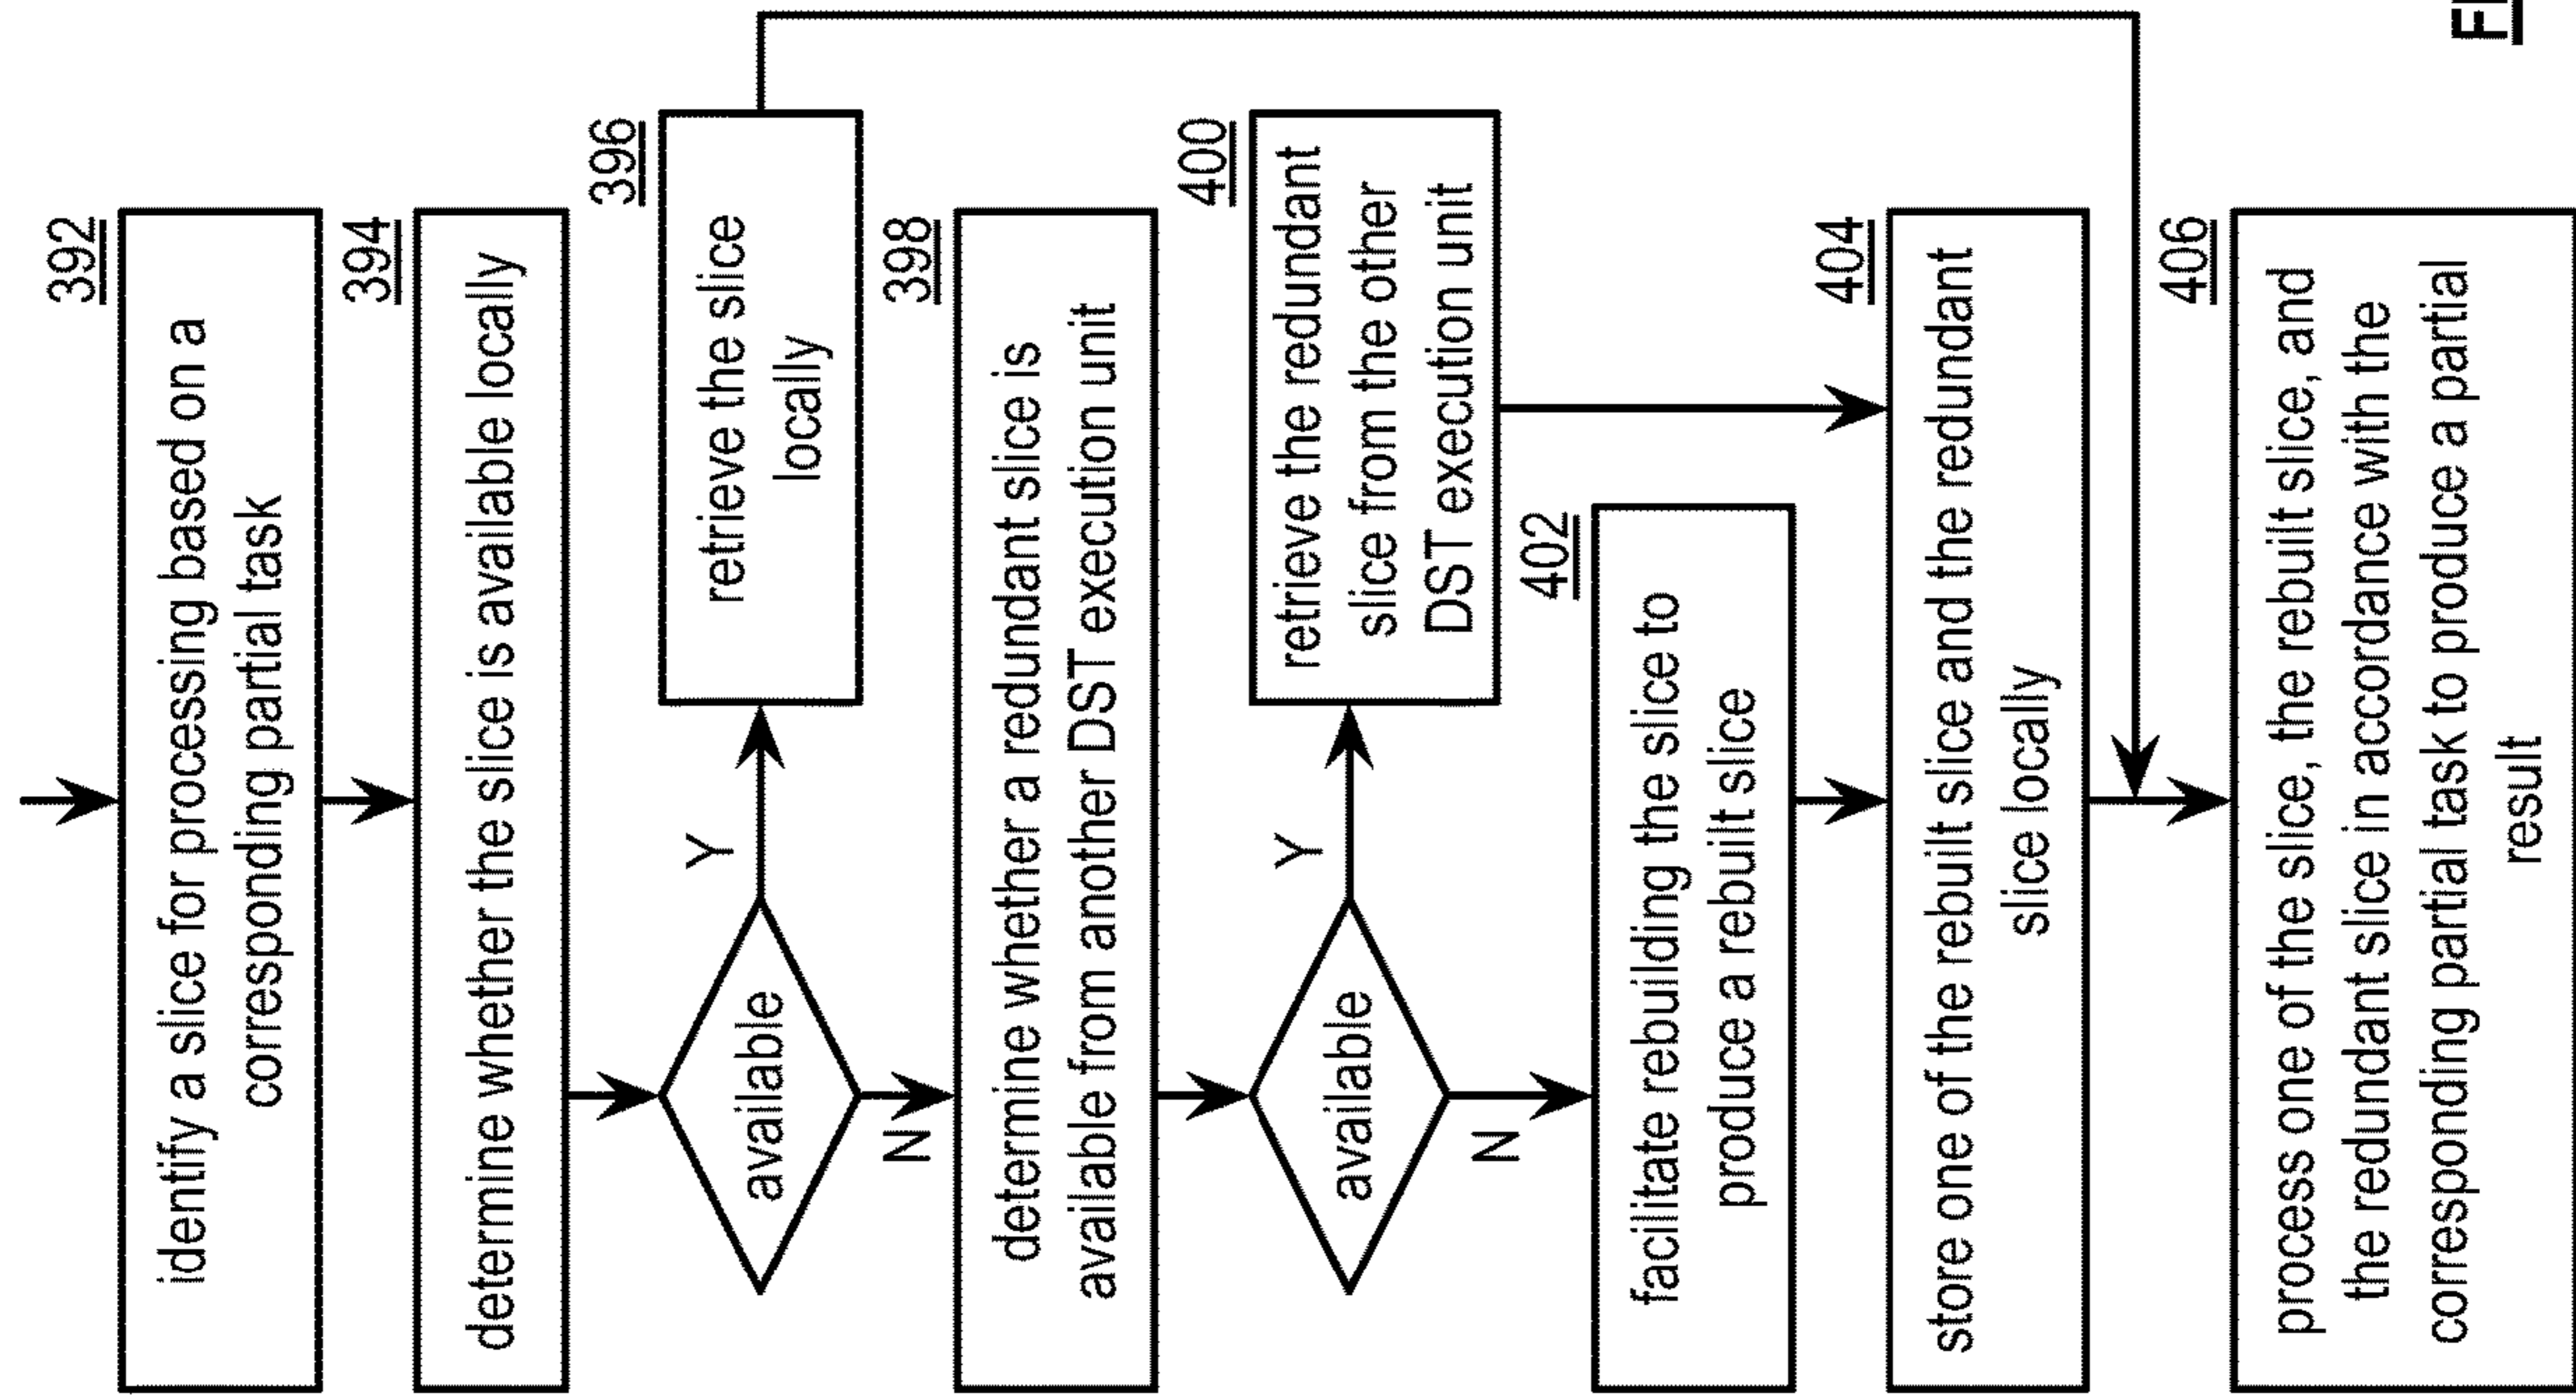 392
identify a slice for processing based on a
corresponding partial task
394
determine whether the slice is available locally
396
available
Y
retrieve the slice
locally
N
398
determine whether a redundant slice is
available from another DST execution unit
400
available
Y
retrieve the redundant
slice from the other
DST execution unit
N
402
facilitate rebuilding the slice to
produce a rebuilt slice
404
store one of the rebuilt slice and the redundant
slice locally
406
process one of the slice, the rebuilt slice, and
the redundant slice in accordance with the
corresponding partial task to produce a partial
result